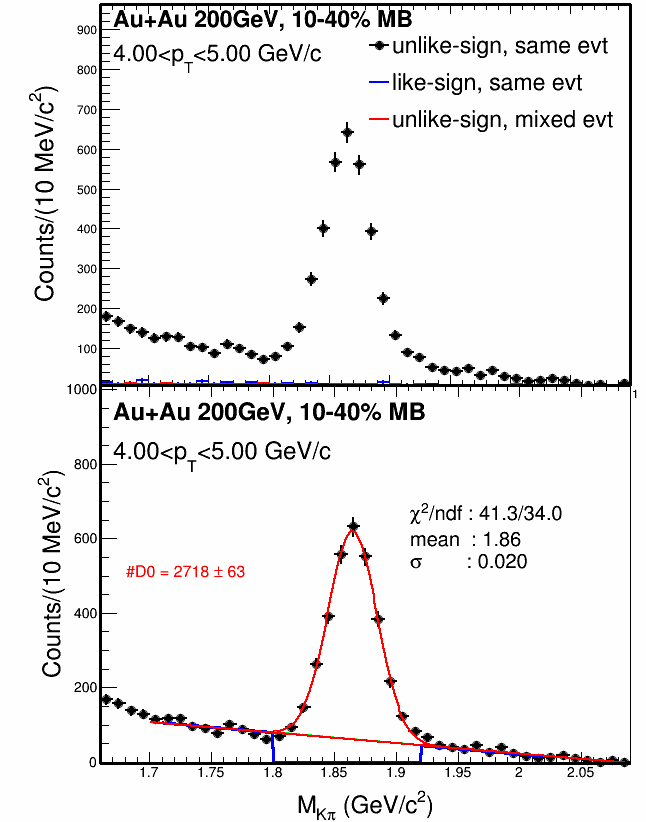 Au+Au 200GeV, 10-40% MB
4.00<p_T<5.00 GeV/c
unlike-sign, same evt
like-sign, same evt
unlike-sign, mixed evt
Counts/(10 MeV/c²)
900
800
700
600
500
400
300
200
100
1
1000
Au+Au 200GeV, 10-40% MB
4.00<p_T<5.00 GeV/c
χ²/ndf : 41.3/34.0
mean : 1.86
σ : 0.020
#D0 = 2718 ± 63
Counts/(10 MeV/c²)
800
600
400
200
0
1.7 1.75 1.8 1.85 1.9 1.95 2 2.05
M_Kπ (GeV/c²)